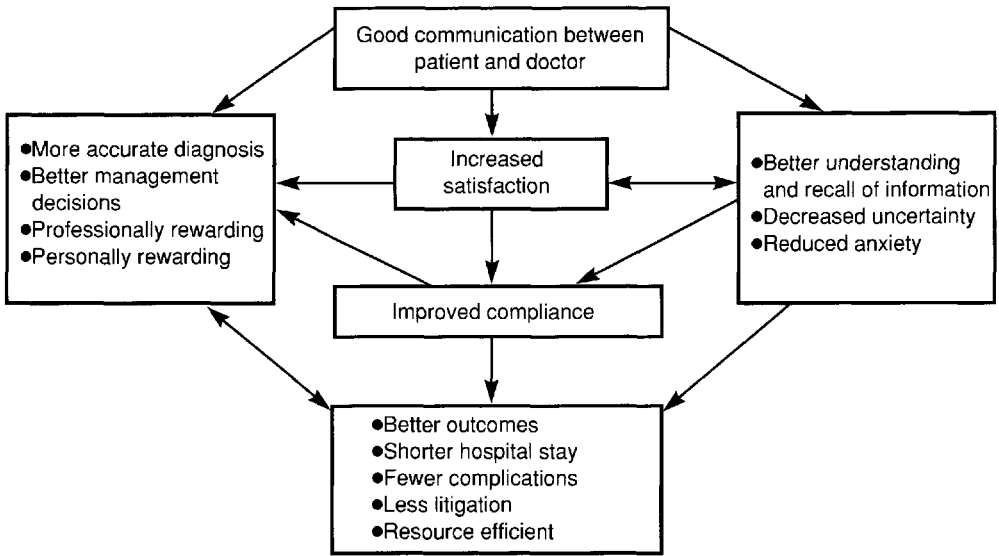 Good communication between
patient and doctor
●More accurate diagnosis
●Better management
decisions
●Professionally rewarding
●Personally rewarding
Increased
satisfaction
●Better understanding
and recall of information
●Decreased uncertainty
●Reduced anxiety
Improved compliance
●Better outcomes
●Shorter hospital stay
●Fewer complications
●Less litigation
●Resource efficient